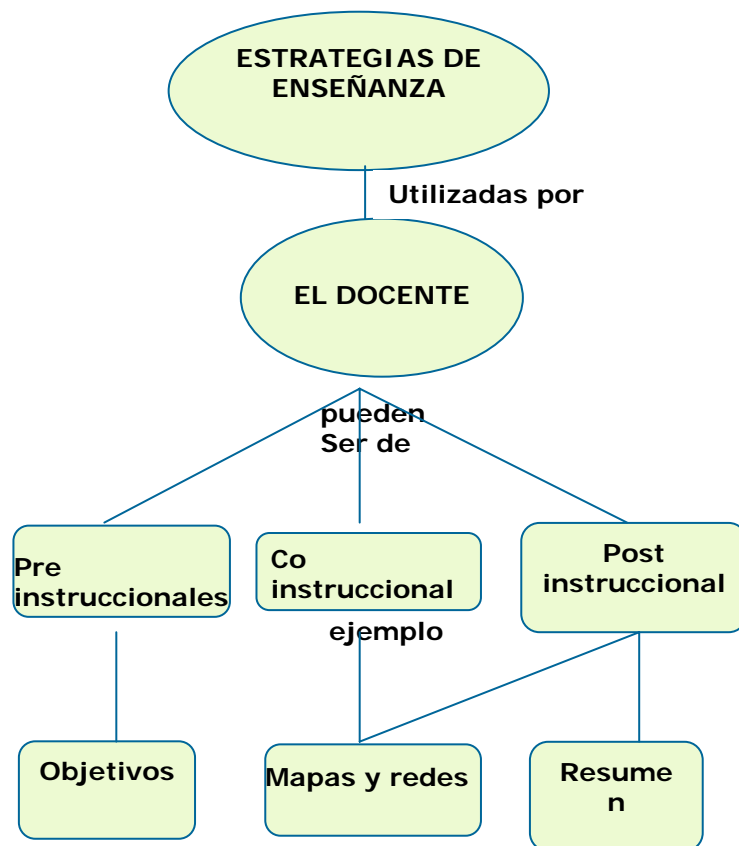 ESTRATEGIAS DE
ENSEÑANZA
Utilizadas por
EL DOCENTE
pueden
Ser de
Pre
instruccionales
Co
instruccional
Post
instruccional
ejemplo
Objetivos
Mapas y redes
Resume
n